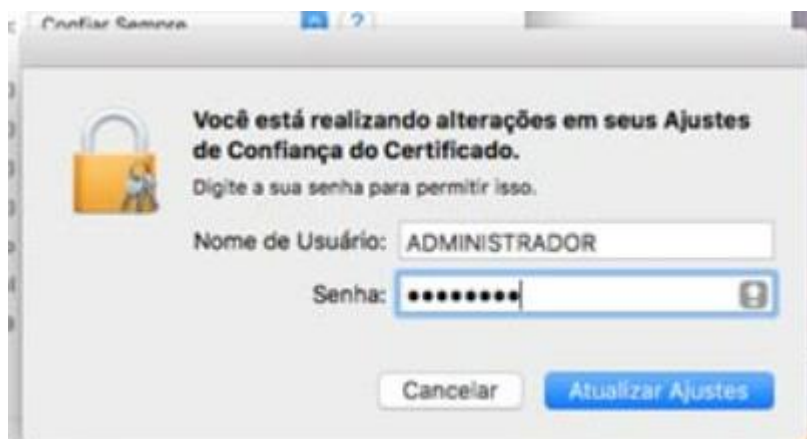 Confiar Sempre
?
Você está realizando alterações em seus Ajustes
de Confiança do Certificado.
Digite a sua senha para permitir isso.
Nome de Usuário: ADMINISTRADOR
Senha: ••••••••
Cancelar Atualizar Ajustes